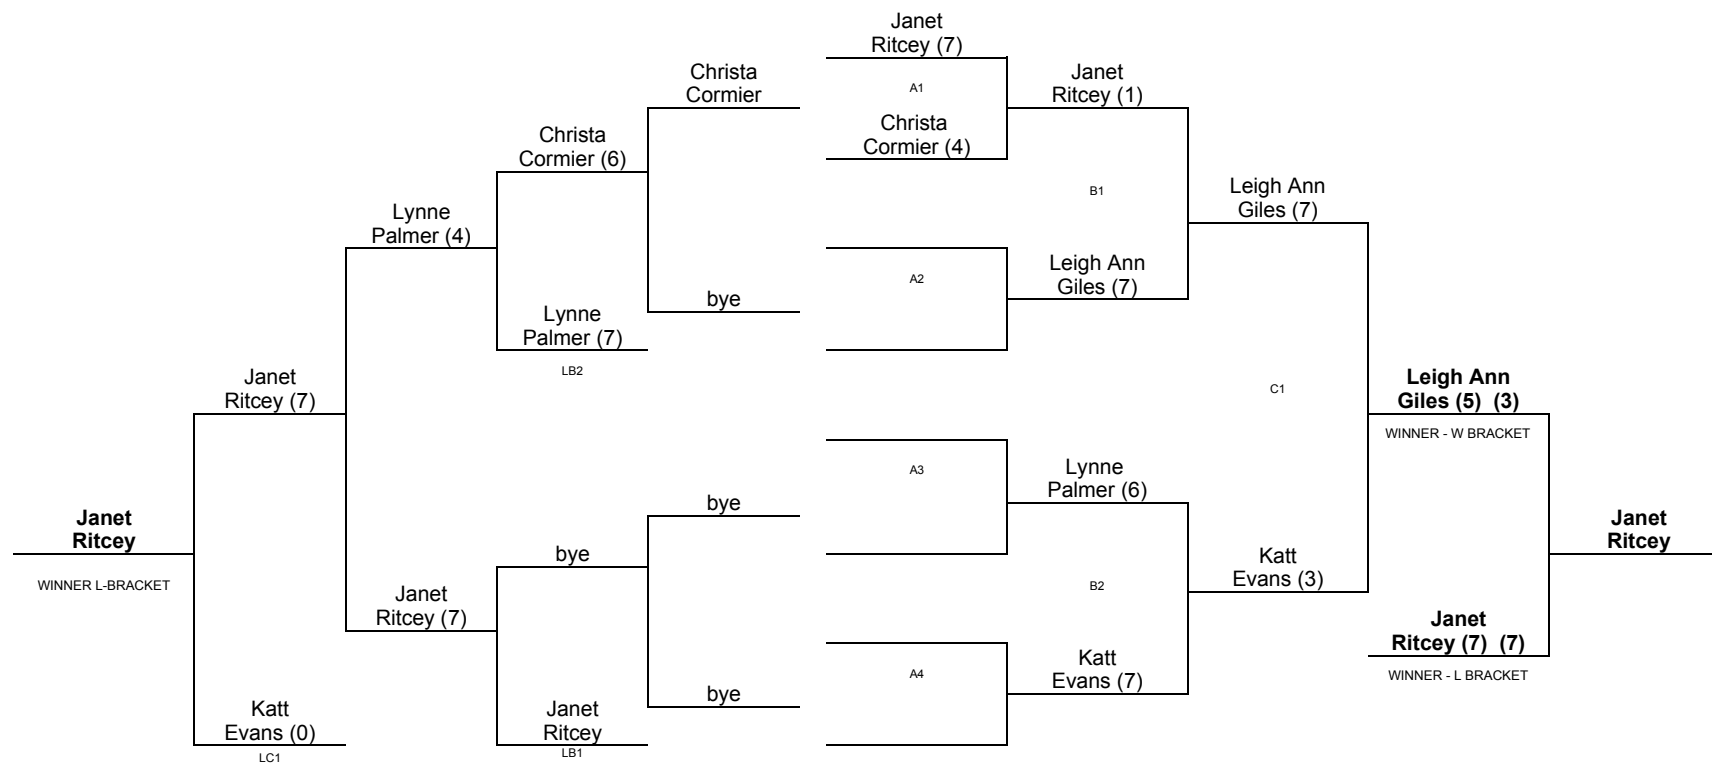 Janet
Ritcey (7)
Christa
Cormier
Janet
Ritcey (1)
A1
Christa
Cormier (4)
Christa
Cormier (6)
Leigh Ann
Giles (7)
B1
Lynne
Palmer (4)
Leigh Ann
Giles (7)
A2
bye
Lynne
Palmer (7)
LB2
Janet
Ritcey (7)
C1
Leigh Ann
Giles (5)  (3)
WINNER - W BRACKET
A3
Lynne
Palmer (6)
bye
Janet
Ritcey
Janet
Ritcey
bye
Katt
Evans (3)
WINNER L-BRACKET
B2
Janet
Ritcey (7)
Janet
Ritcey (7)  (7)
WINNER - L BRACKET
A4
Katt
Evans (7)
bye
Katt
Evans (0)
LC1
Janet
Ritcey
LB1